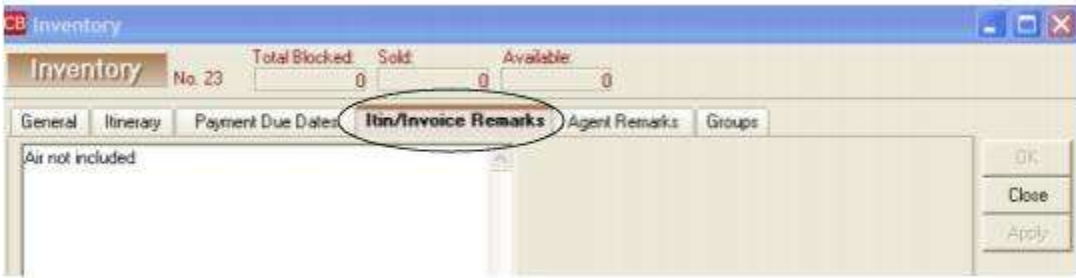 CB Inventory
Total Blocked: Sold: Available:
Inventory No. 23 0 0 0
General Itinerary Payment Due Dates Itin/Invoice Remarks Agent Remarks Groups
Air not included
OK
Close
Apply